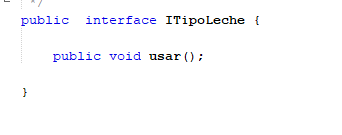 */
public  interface ITipoLeche {
public void usar();
}